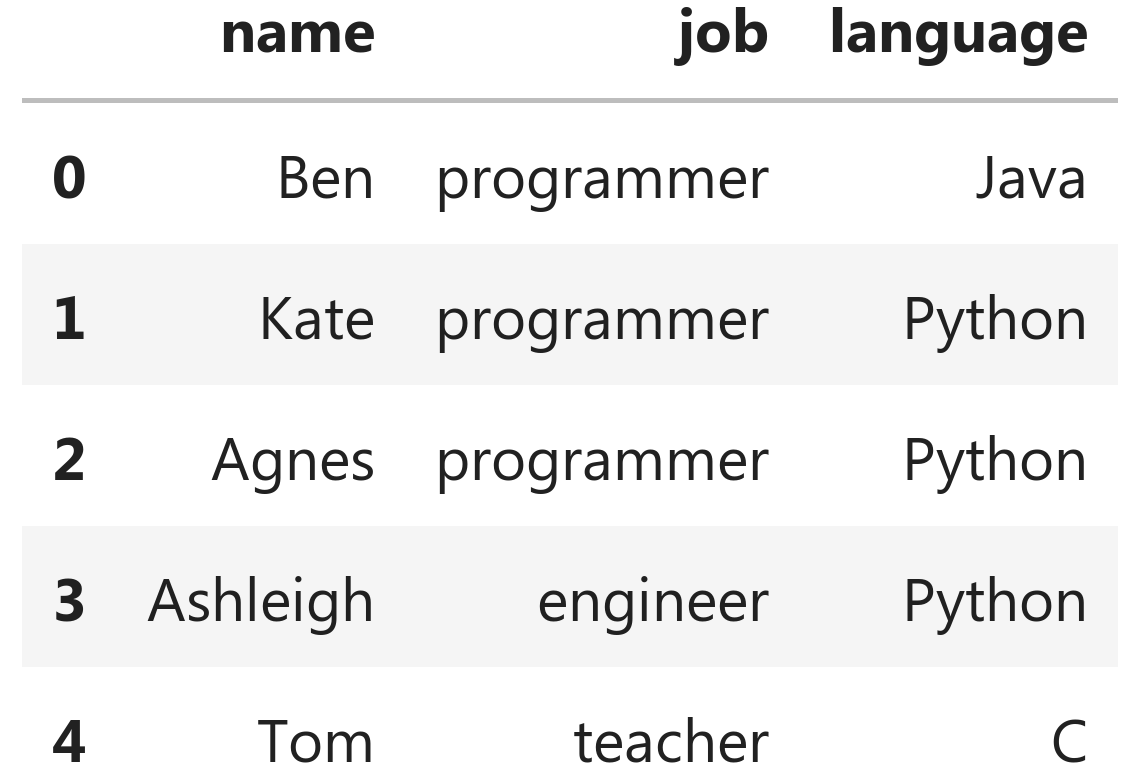 name job language
0 Ben programmer Java
1 Kate programmer Python
2 Agnes programmer Python
3 Ashleigh engineer Python
4 Tom teacher C